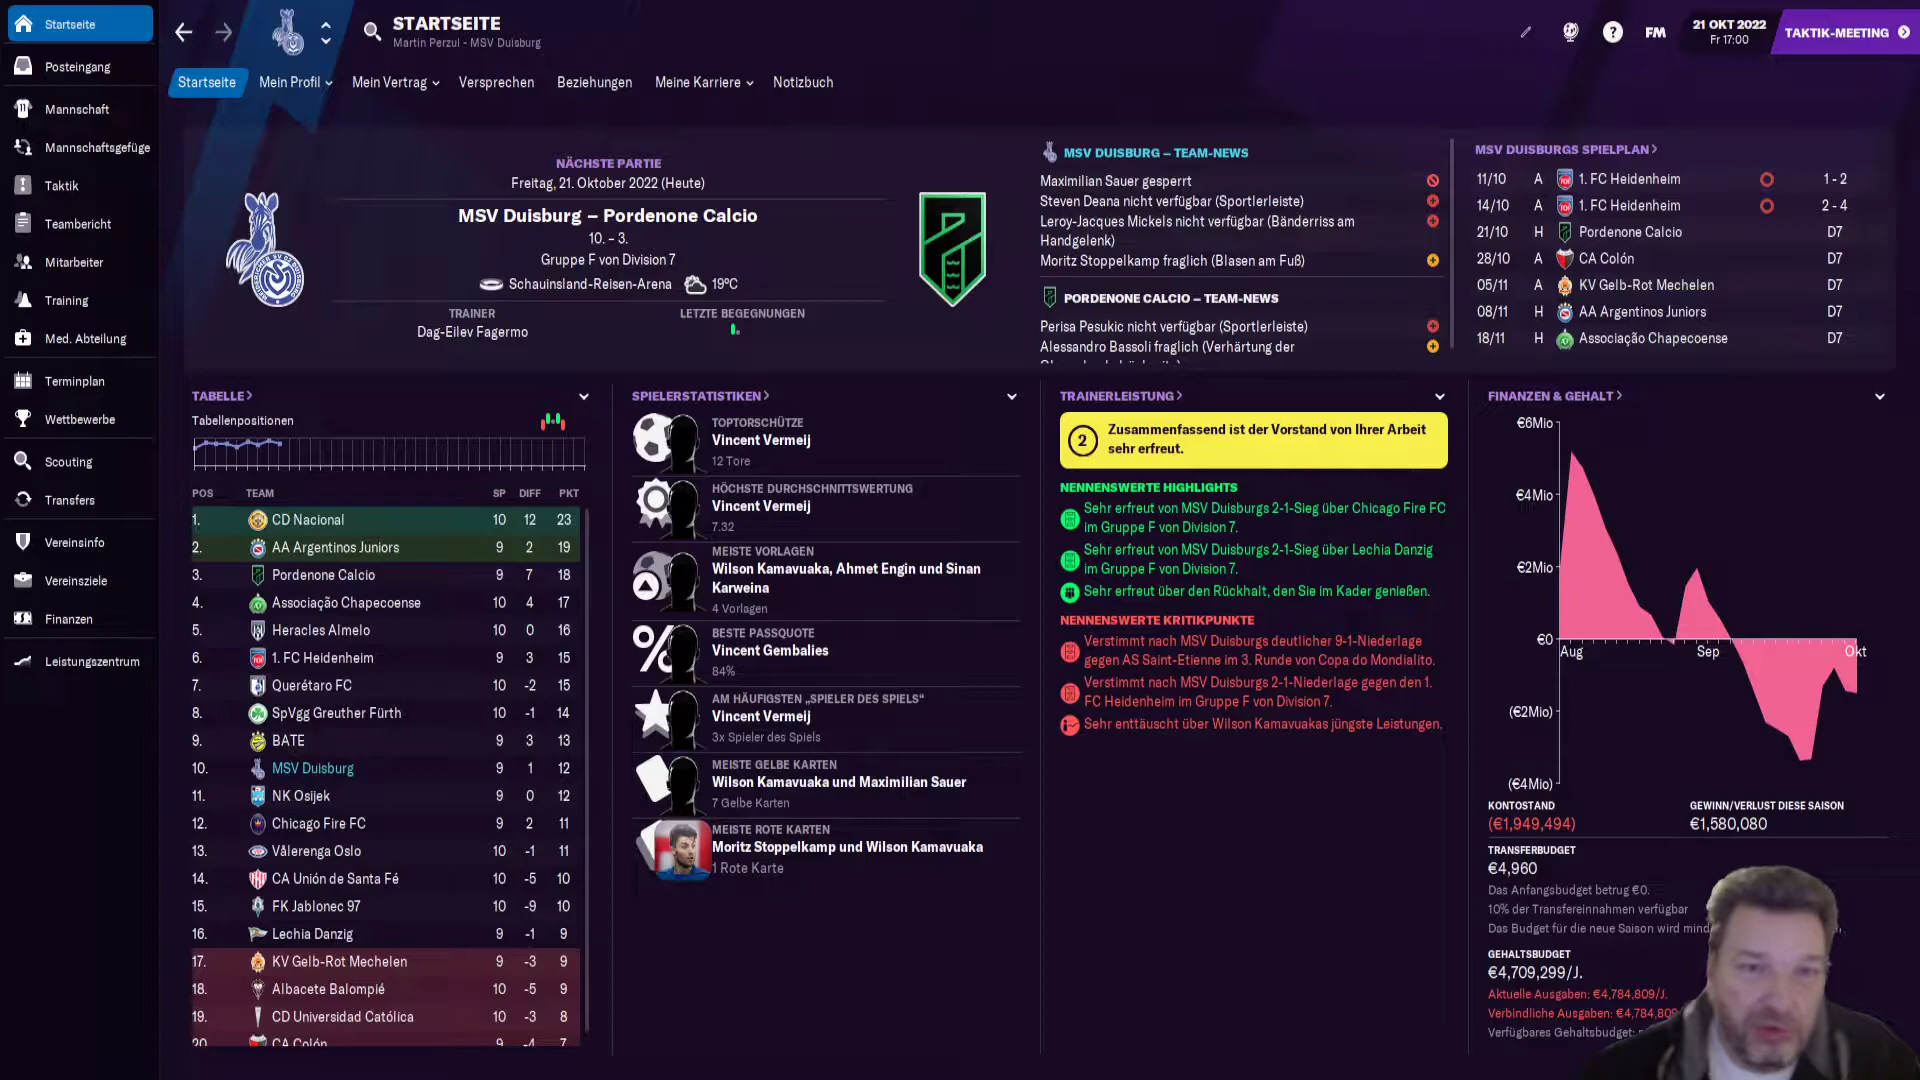 Startseite
Posteingang
Mannschaft
Mannschaftsgefüge
Taktik
Teambericht
Mitarbeiter
Training
Med. Abteilung
Terminplan
Wettbewerbe
Scouting
Transfers
Vereinsinfo
Vereinsziele
Finanzen
Leistungszentrum
STARTSEITE
Martin Perzul - MSV Duisburg
FM
21 OKT 2022
Fr 17:00
TAKTIK-MEETING
Startseite Mein Profil Mein Vertrag Versprechen Beziehungen Meine Karriere Notizbuch
NÄCHSTE PARTIE
Freitag, 21. Oktober 2022 (Heute)
MSV Duisburg – Pordenone Calcio
10. – 3.
Gruppe F von Division 7
Schauinsland-Reisen-Arena 19°C
TRAINER
Dag-Eilev Fagermo
LETZTE BEGEGNUNGEN
MSV DUISBURG – TEAM-NEWS
Maximilian Sauer gesperrt
Steven Deana nicht verfügbar (Sportlerleiste)
Leroy-Jacques Mickels nicht verfügbar (Bänderriss am
Handgelenk)
Moritz Stoppelkamp fraglich (Blasen am Fuß)
PORDENONE CALCIO – TEAM-NEWS
Perisa Pesukic nicht verfügbar (Sportlerleiste)
Alessandro Bassoli fraglich (Verhärtung der
MSV DUISBURGS SPIELPLAN
11/10 A 1. FC Heidenheim 1 - 2
14/10 A 1. FC Heidenheim 2 - 4
21/10 H Pordenone Calcio D7
28/10 A CA Colón D7
05/11 A KV Gelb-Rot Mechelen D7
08/11 H AA Argentinos Juniors D7
18/11 H Associação Chapecoense D7
TABELLE
Tabellenpositionen
POS TEAM SP DIFF PKT
1. CD Nacional 10 12 23
2. AA Argentinos Juniors 9 2 19
3. Pordenone Calcio 9 7 18
4. Associação Chapecoense 10 4 17
5. Heracles Almelo 10 0 16
6. 1. FC Heidenheim 9 3 15
7. Querétaro FC 10 -2 15
8. SpVgg Greuther Fürth 10 -1 14
9. BATE 9 3 13
10. MSV Duisburg 9 1 12
11. NK Osijek 9 0 12
12. Chicago Fire FC 9 2 11
13. Vålerenga Oslo 10 -1 11
14. CA Unión de Santa Fé 10 -5 10
15. FK Jablonec 97 10 -9 10
16. Lechia Danzig 9 -1 9
17. KV Gelb-Rot Mechelen 9 -3 9
18. Albacete Balompié 10 -5 9
19. CD Universidad Católica 10 -3 8
20. CA Colón 9 -4 7
SPIELERSTATISTIKEN
TOPTORSCHÜTZE
Vincent Vermeij
12 Tore
HÖCHSTE DURCHSCHNITTSWERTUNG
Vincent Vermeij
7.32
MEISTE VORLAGEN
Wilson Kamavuaka, Ahmet Engin und Sinan
Karweina
4 Vorlagen
BESTE PASSQUOTE
Vincent Gembalies
84%
AM HÄUFIGSTEN „SPIELER DES SPIELS“
Vincent Vermeij
3x Spieler des Spiels
MEISTE GELBE KARTEN
Wilson Kamavuaka und Maximilian Sauer
7 Gelbe Karten
MEISTE ROTE KARTEN
Moritz Stoppelkamp und Wilson Kamavuaka
1 Rote Karte
TRAINERLEISTUNG
2
Zusammenfassend ist der Vorstand von Ihrer Arbeit
sehr erfreut.
NENNENSWERTE HIGHLIGHTS
Sehr erfreut von MSV Duisburgs 2-1-Sieg über Chicago Fire FC
im Gruppe F von Division 7.
Sehr erfreut von MSV Duisburgs 2-1-Sieg über Lechia Danzig
im Gruppe F von Division 7.
Sehr erfreut über den Rückhalt, den Sie im Kader genießen.
NENNENSWERTE KRITIKPUNKTE
Verstimmt nach MSV Duisburgs deutlicher 9-1-Niederlage
gegen AS Saint-Etienne im 3. Runde von Copa do Mondialito.
Verstimmt nach MSV Duisburgs 2-1-Niederlage gegen den 1.
FC Heidenheim im Gruppe F von Division 7.
Sehr enttäuscht über Wilson Kamavuakas jüngste Leistungen.
FINANZEN & GEHALT
€6Mio
€4Mio
€2Mio
€0
(€2Mio)
(€4Mio)
Aug Sep Okt
KONTOSTAND
(€1,949,494)
GEWINN/VERLUST DIESE SAISON
€1,580,080
TRANSFERBUDGET
€4,960
Das Anfangsbudget betrug €0.
10% der Transfereinnahmen verfügbar
Das Budget für die neue Saison wird
GEHALTSBUDGET
€4,709,299/J.
Aktuelle Ausgaben: €4,784,809/J.
Verbindliche Ausgaben: €4,784,809
Verfügbares Gehaltsbudget: